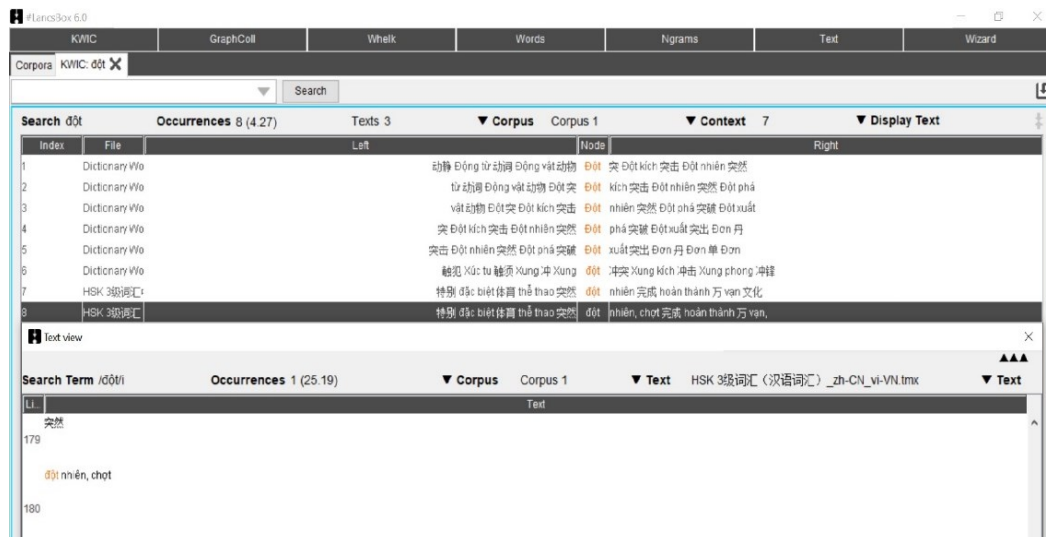 #LancsBox 6.0
KWIC GraphColl Whelk Words Ngrams Text Wizard
Corpora KWIC: đột
Search
Search đột Occurrences 8 (4.27) Texts 3 ▼ Corpus Corpus 1 ▼ Context 7 ▼ Display Text
Index File Left Node Right
1 Dictionary Wo 动静 Động từ 动词 Động vật 动物 Đột 突 Đột kích 突击 Đột nhiên 突然
2 Dictionary Wo từ 动词 Động vật 动物 Đột 突 Đột kích 突击 Đột nhiên 突然 Đột phá
3 Dictionary Wo vật 动物 Đột 突 Đột kích 突击 Đột nhiên 突然 Đột phá 突破 Đột xuất
4 Dictionary Wo 突 Đột kích 突击 Đột nhiên 突然 Đột phá 突破 Đột xuất 突出 Đơn 丹
5 Dictionary Wo 突击 Đột nhiên 突然 Đột phá 突破 Đột xuất 突出 Đơn 丹 Đơn 单 Đơn
6 Dictionary Wo 触犯 Xúc tu 触须 Xung 冲 Xung đột 冲突 Xung kích 冲击 Xung phong 冲锋
7 HSK 3级词汇 特别 đặc biệt 体育 thể thao 突然 đột nhiên 完成 hoàn thành 万 vạn 文化
8 HSK 3级词汇 特别 đặc biệt 体育 thể thao 突然 đột nhiên, chợt 完成 hoàn thành 万 vạn,
Text view
▲▲▲
Search Term /đột/i Occurrences 1 (25.19) ▼ Corpus Corpus 1 ▼ Text HSK 3级词汇（汉语词汇）_zh-CN_vi-VN.tmx ▼ Text
Li... Text
突然
179
đột nhiên, chợt
180